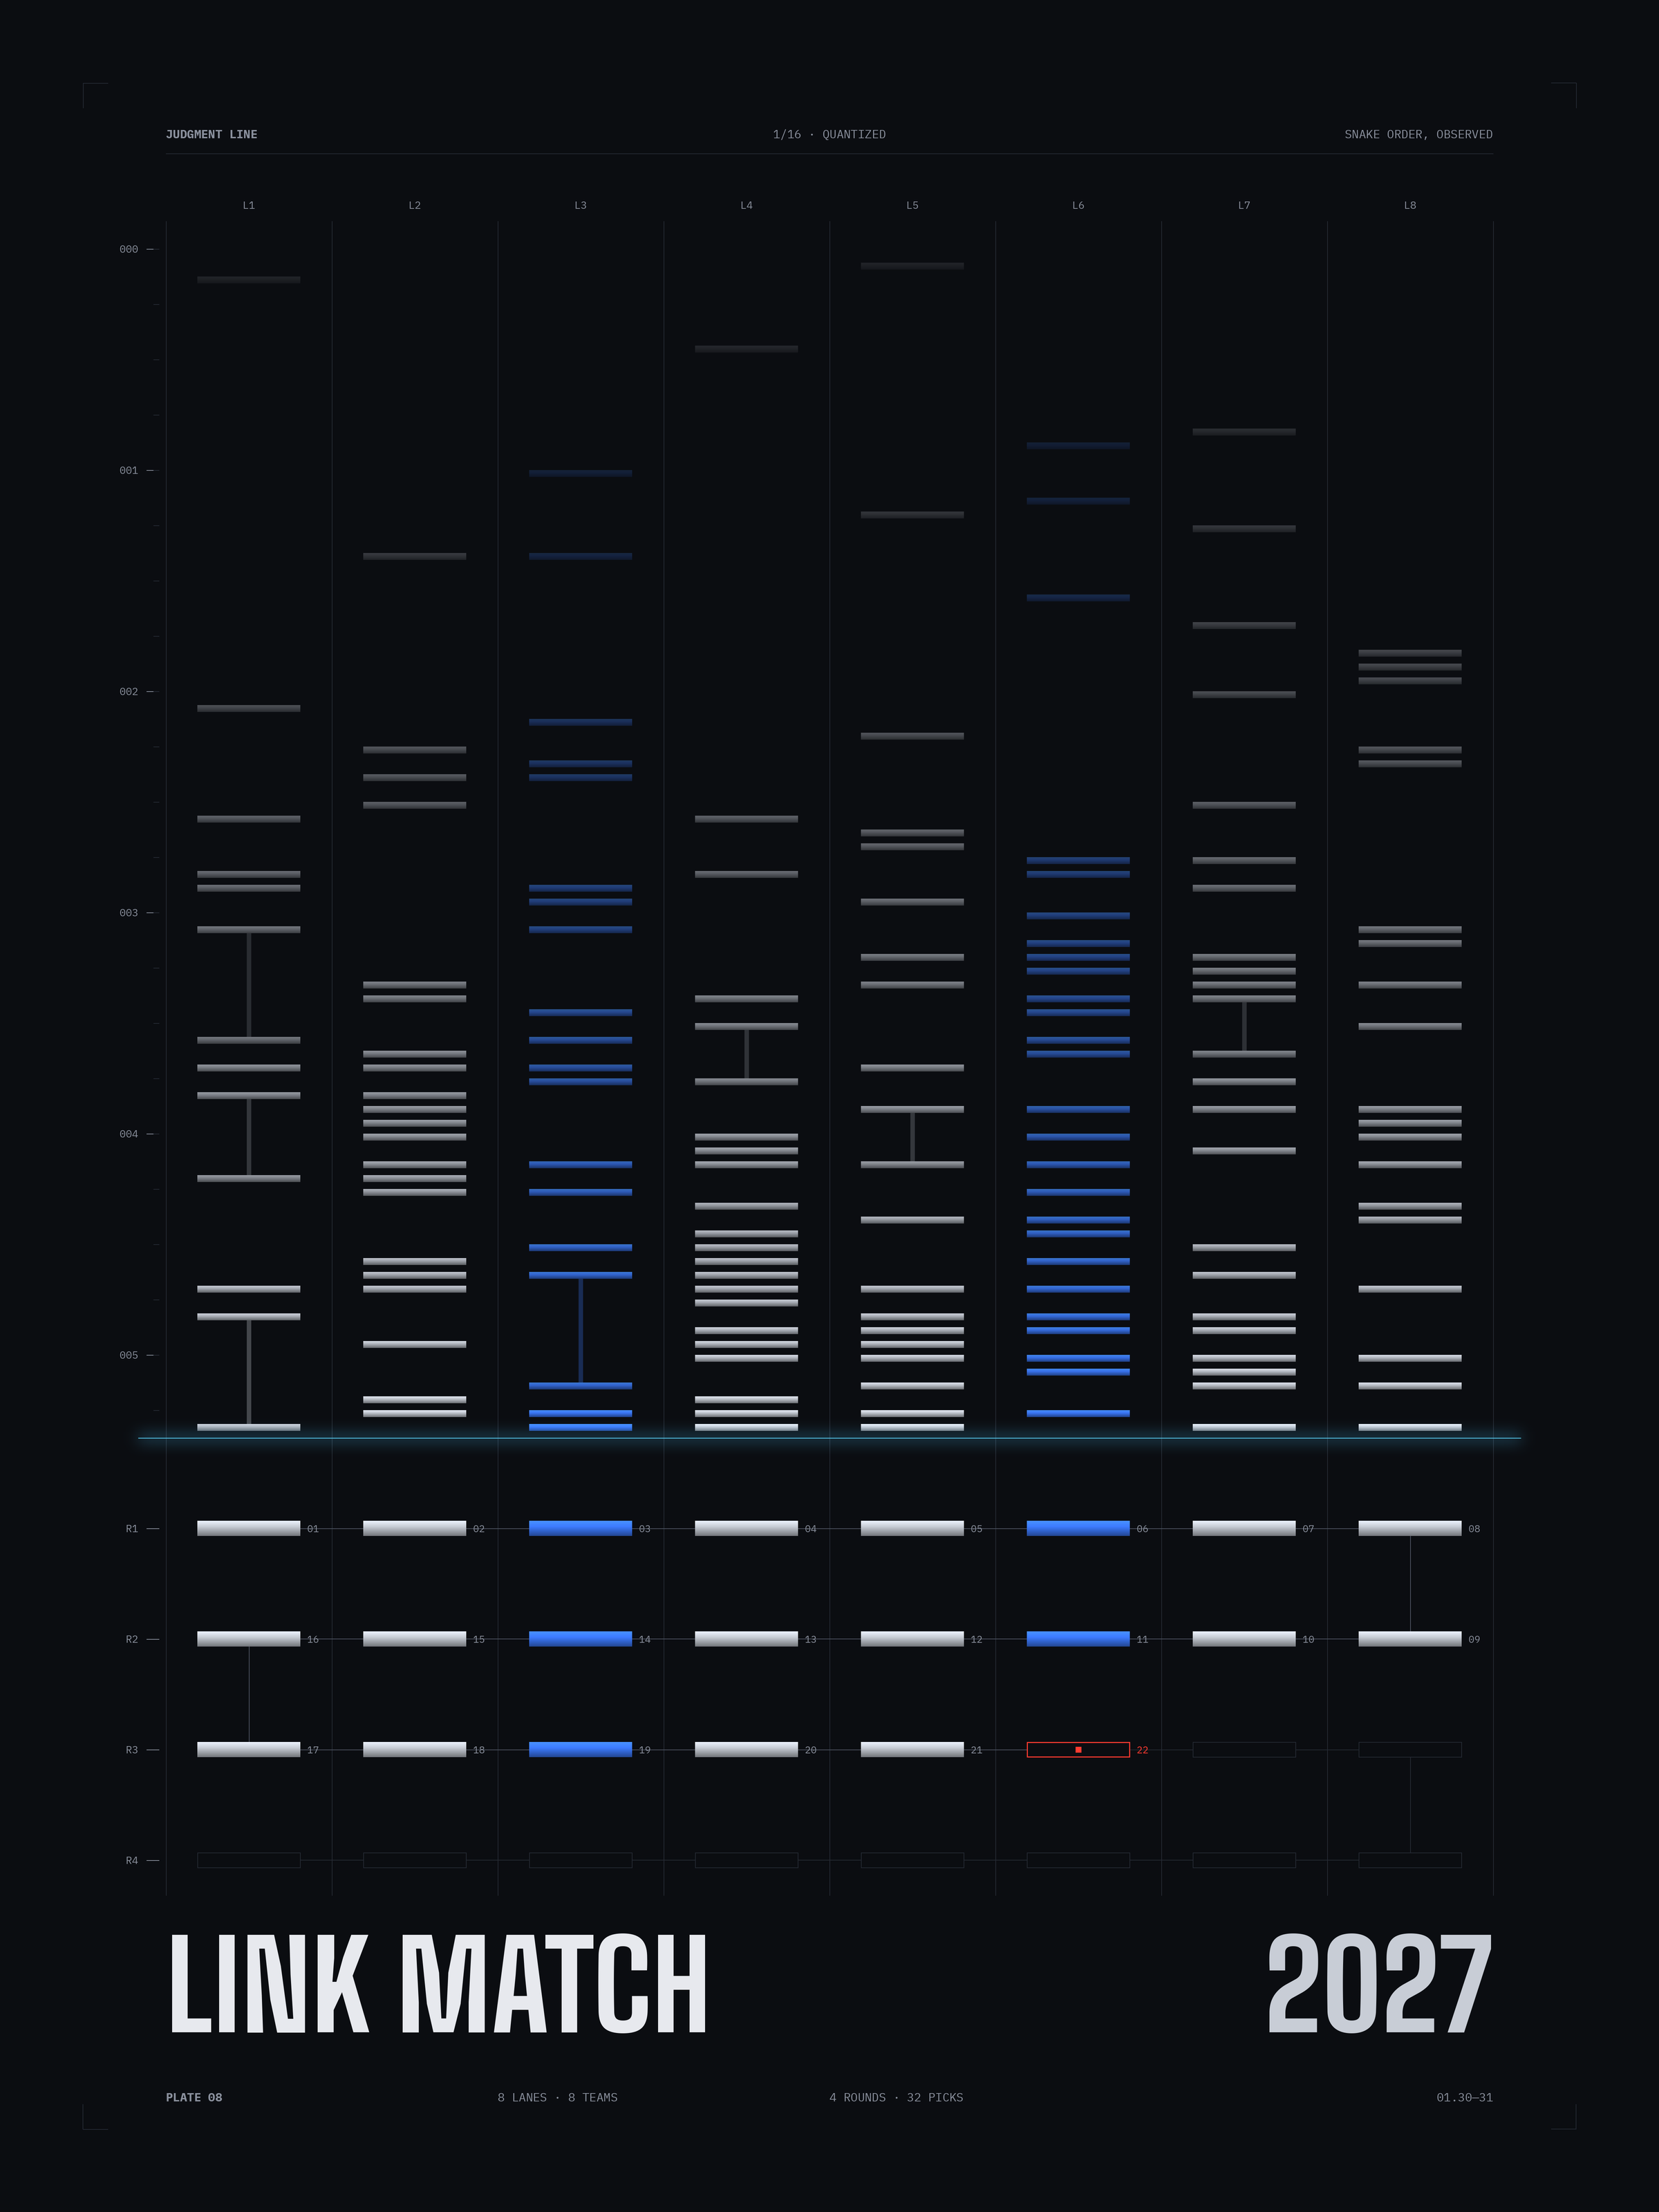 JUDGMENT LINE 1/16 · QUANTIZED SNAKE ORDER, OBSERVED
L1 L2 L3 L4 L5 L6 L7 L8
000
001
002
003
004
005
R1 01 02 03 04 05 06 07 08
R2 16 15 14 13 12 11 10 09
R3 17 18 19 20 21 22
R4
LINK MATCH 2027
PLATE 08 8 LANES · 8 TEAMS 4 ROUNDS · 32 PICKS 01.30—31